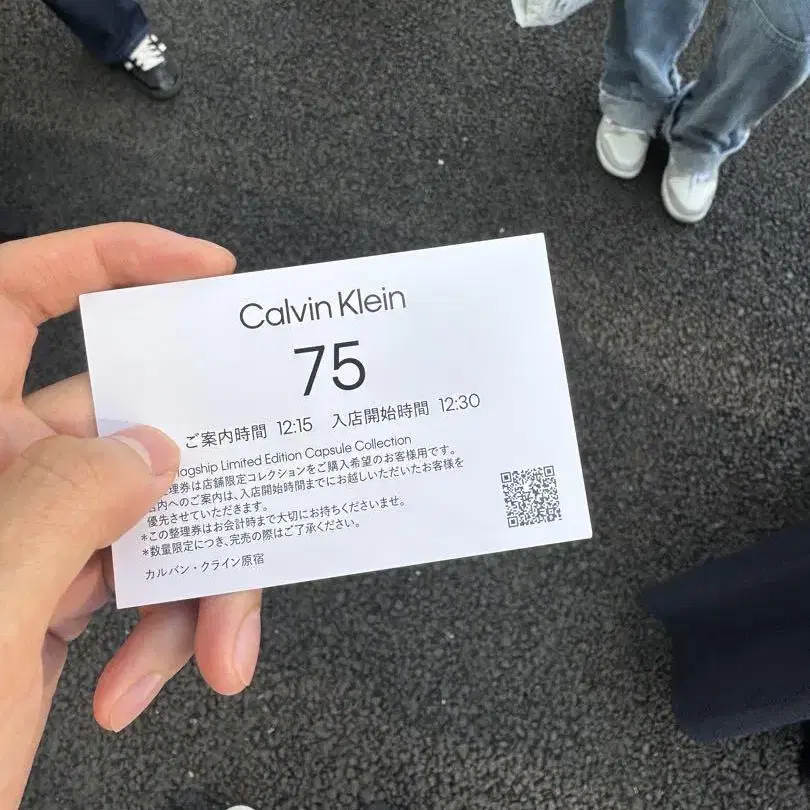 Calvin Klein
75
ご案内時間 12:15 入店開始時間 12:30
lagship Limited Edition Capsule Collection
理券は店舗限定コレクションをご購入希望のお客様用です。
店内へのご案内は、入店開始時間までにお越しいただいたお客様を
優先させていただきます。
*この整理券はお会計時まで大切にお持ちくださいませ。
*数量限定につき、完売の際はご了承ください。
カルバン・クライン原宿